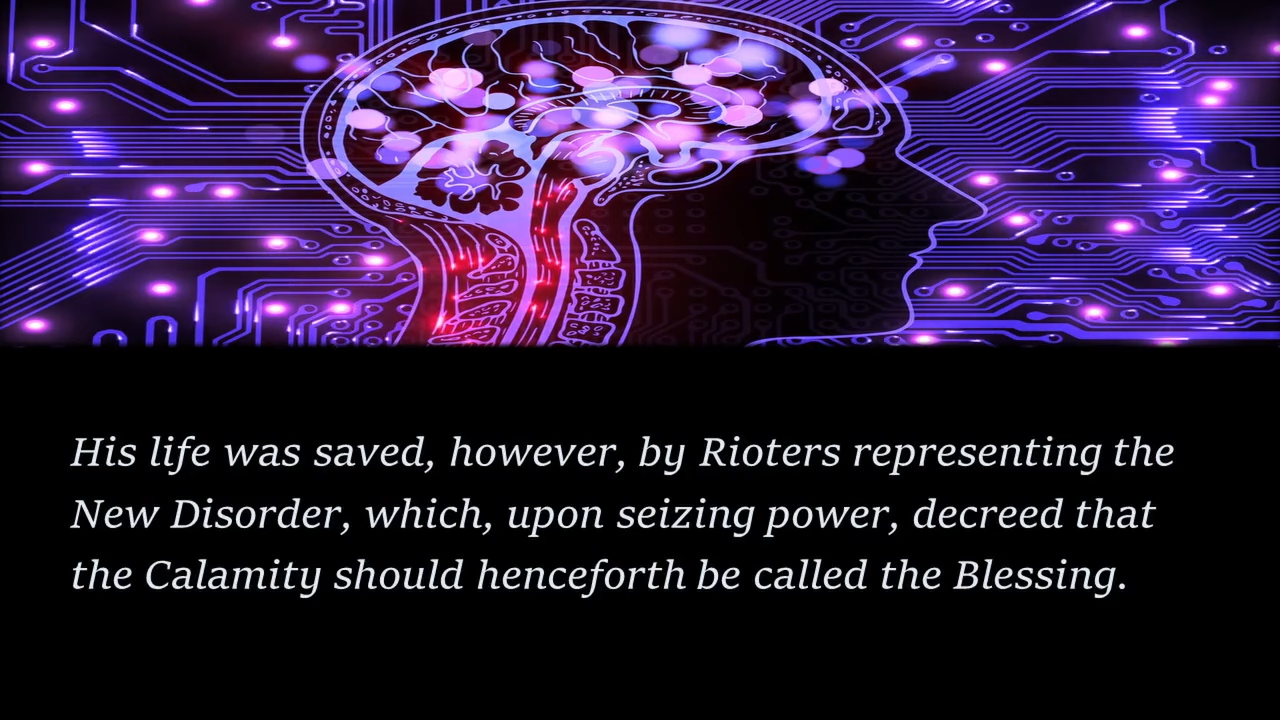 His life was saved, however, by Rioters representing the
New Disorder, which, upon seizing power, decreed that
the Calamity should henceforth be called the Blessing.